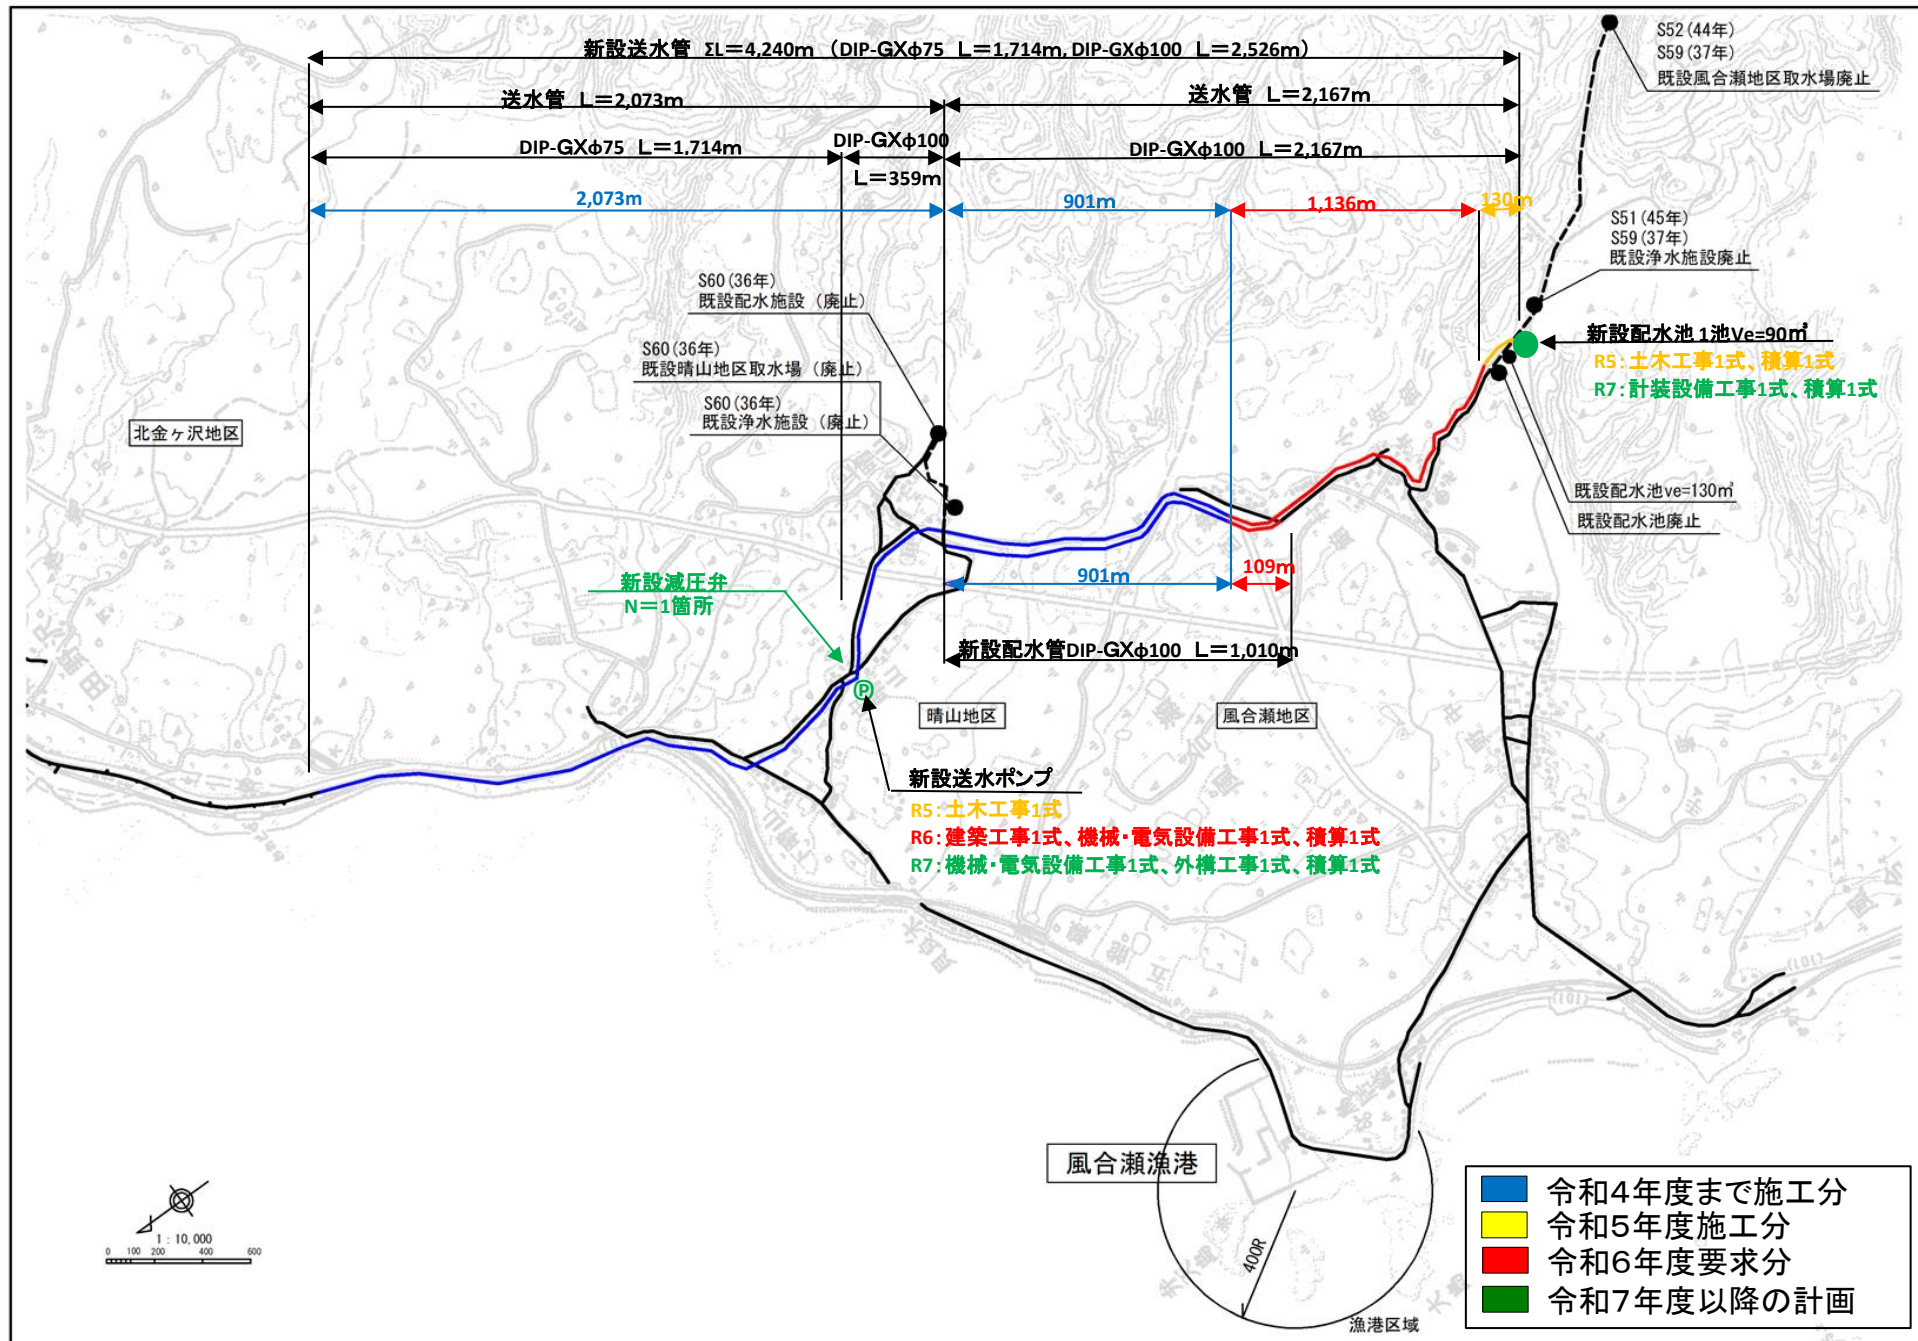 新設送水管 ΣL=4,240m (DIP-GXφ75 L=1,714m, DIP-GXφ100 L=2,526m)
送水管 L=2,073m
送水管 L=2,167m
DIP-GXφ75 L=1,714m
DIP-GXφ100
L=359m
DIP-GXφ100 L=2,167m
2,073m
901m
1,136m
130m
S52(44年)
S59(37年)
既設風合瀬地区取水場廃止
S51(45年)
S59(37年)
既設浄水施設廃止
新設配水池 1池Ve=90㎥
R5:土木工事1式、積算1式
R7:計装設備工事1式、積算1式
S60(36年)
既設配水施設(廃止)
S60(36年)
既設晴山地区取水場(廃止)
S60(36年)
既設浄水施設(廃止)
北金ヶ沢地区
既設配水池ve=130㎥
既設配水池廃止
新設減圧弁
N=1箇所
901m
109m
新設配水管DIP-GXφ100 L=1,010m
P
晴山地区
風合瀬地区
新設送水ポンプ
R5:土木工事1式
R6:建築工事1式、機械・電気設備工事1式、積算1式
R7:機械・電気設備工事1式、外構工事1式、積算1式
(101)
(101)
風合瀬漁港
400R
漁港区域
1:10,000
0 100 200 400 600
令和4年度まで施工分
令和5年度施工分
令和6年度要求分
令和7年度以降の計画